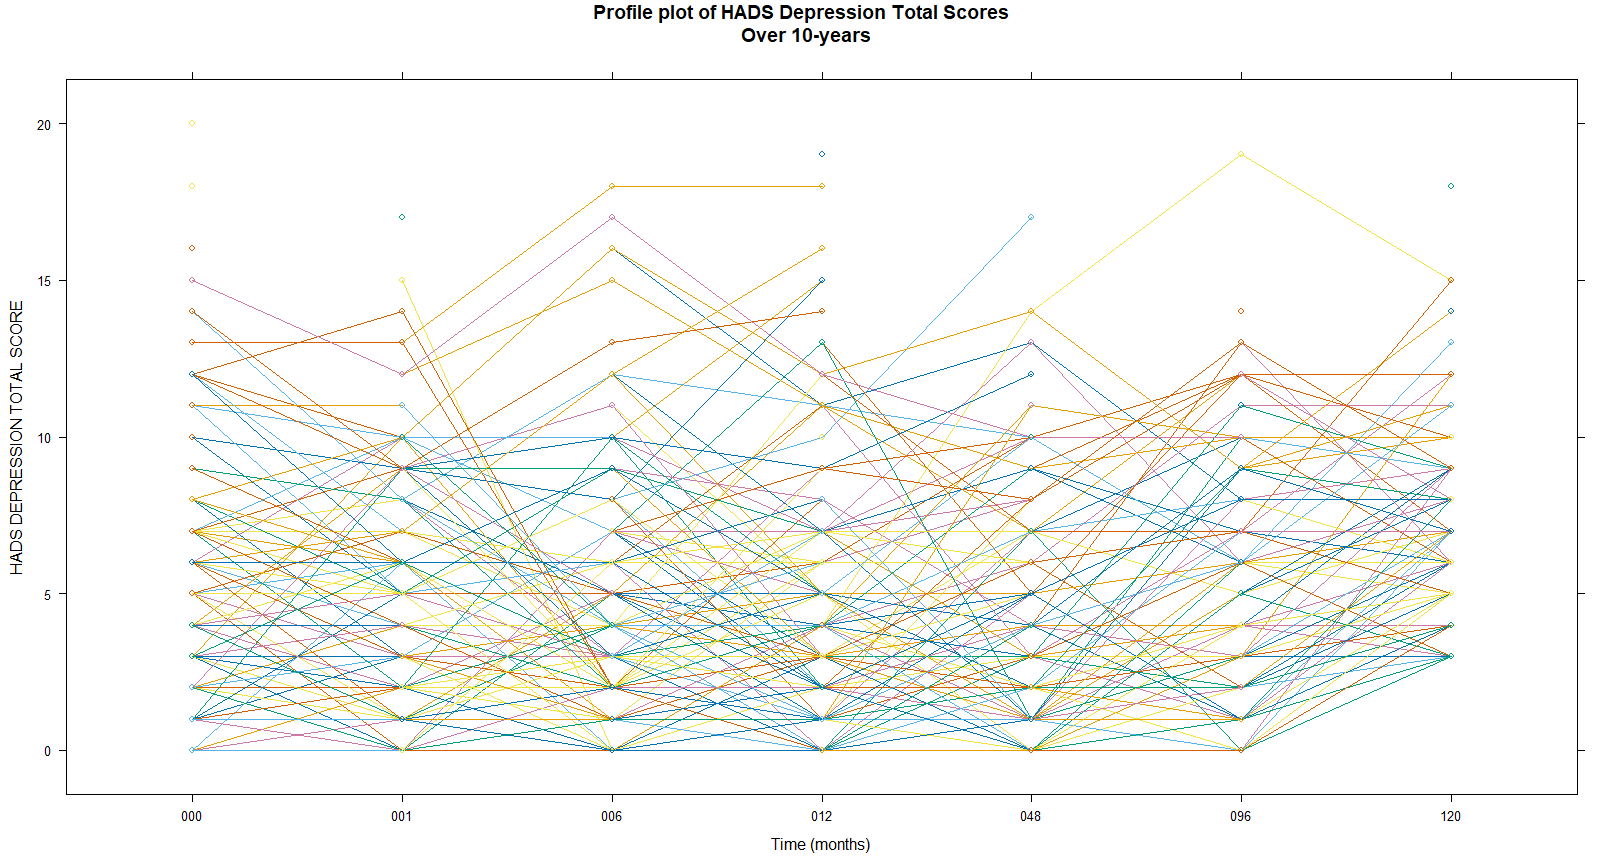 Profile plot of HADS Depression Total Scores
Over 10-years
HADS DEPRESSION TOTAL SCORE
20
15
10
5
0
000 001 006 012 048 096 120
Time (months)